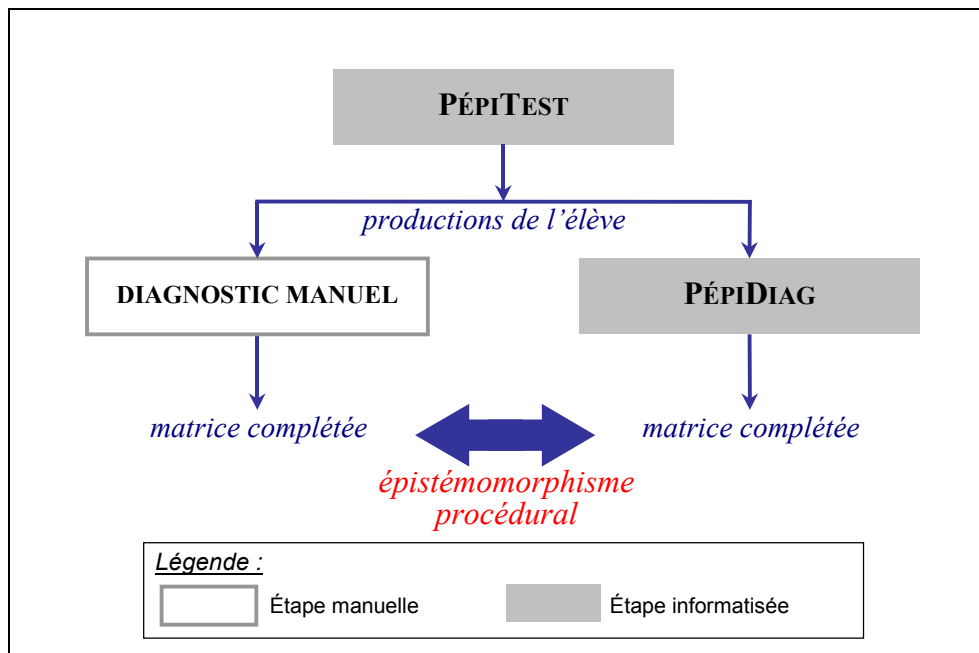 PÉPITEST
productions de l'élève
DIAGNOSTIC MANUEL
PÉPIDIAG
matrice complétée
matrice complétée
épistémomorphisme
procédural
Légende :
Étape manuelle
Étape informatisée